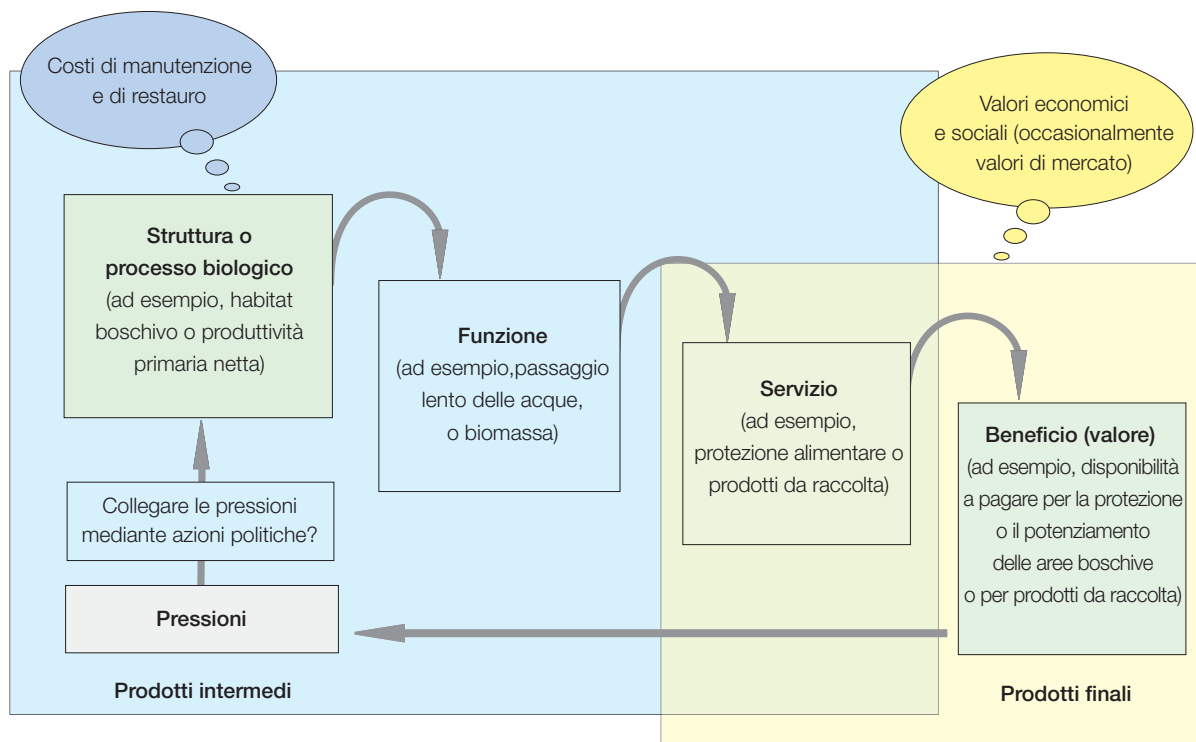 Costi di manutenzione
e di restauro
Valori economici
e sociali (occasionalmente
valori di mercato)
Struttura o
processo biologico
(ad esempio, habitat
boschivo o produttività
primaria netta)
Funzione
(ad esempio,passaggio
lento delle acque,
o biomassa)
Servizio
(ad esempio,
protezione alimentare o
prodotti da raccolta)
Beneficio (valore)
(ad esempio, disponibilità
a pagare per la protezione
o il potenziamento
delle aree boschive
o per prodotti da raccolta)
Collegare le pressioni
mediante azioni politiche?
Pressioni
Prodotti intermedi
Prodotti finali